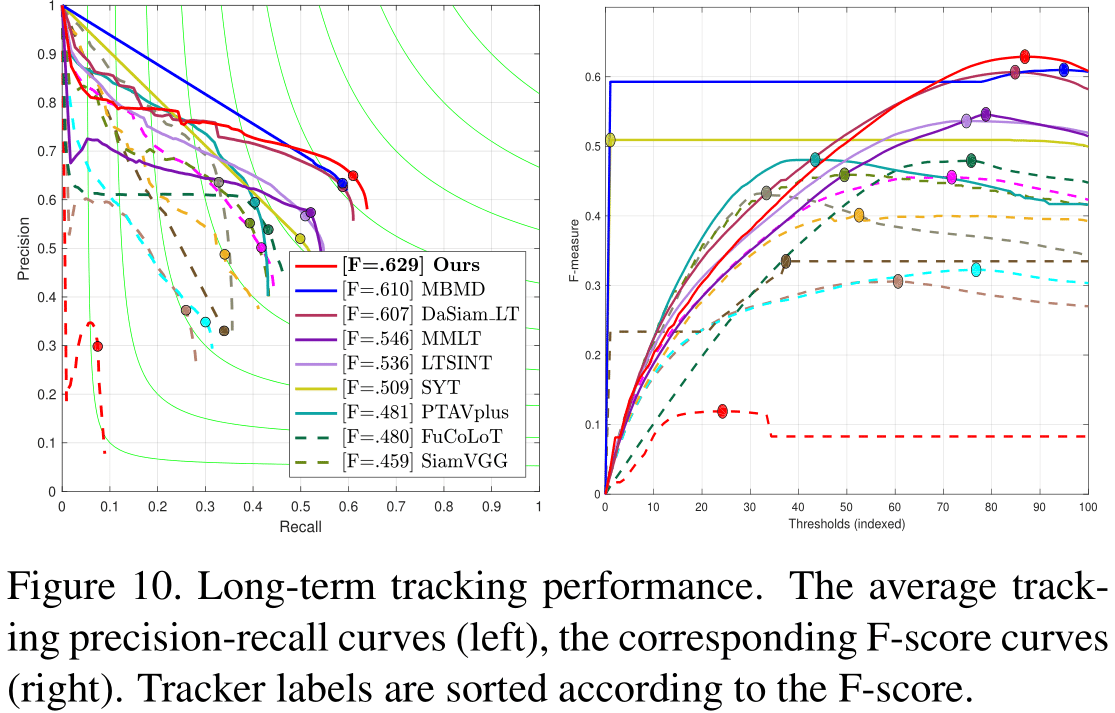 1
0.9
0.8
0.7
0.6
0.5
0.4
0.3
0.2
0.1
0
Precision
0 0.1 0.2 0.3 0.4 0.5 0.6 0.7 0.8 0.9 1
Recall
[F=.629] Ours
[F=.610] MBMD
[F=.607] DaSiam_LT
[F=.546] MMLT
[F=.536] LTSINT
[F=.509] SYT
[F=.481] PTAVplus
[F=.480] FuCoLoT
[F=.459] SiamVGG
0.6
0.5
0.4
0.3
0.2
0.1
0
F-measure
0 10 20 30 40 50 60 70 80 90 100
Thresholds (indexed)
Figure 10. Long-term tracking performance. The average track-
ing precision-recall curves (left), the corresponding F-score curves
(right). Tracker labels are sorted according to the F-score.